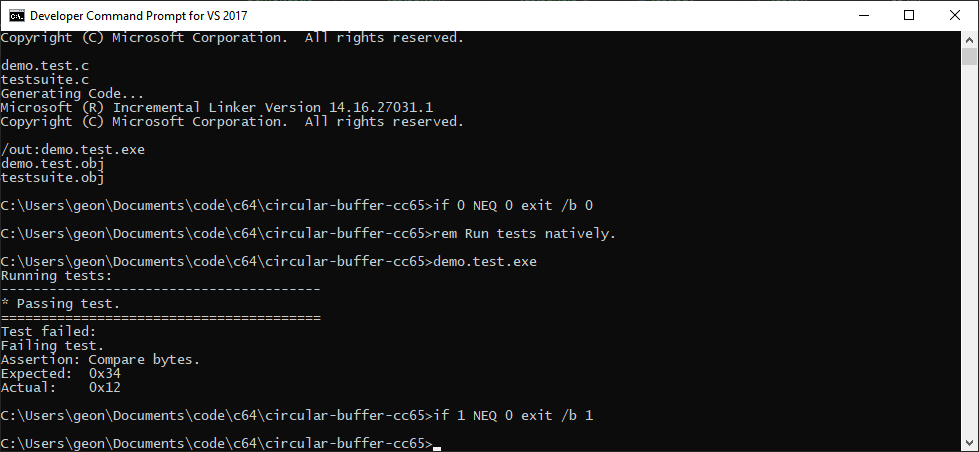 Developer Command Prompt for VS 2017
Copyright (C) Microsoft Corporation.  All rights reserved.
demo.test.c
testsuite.c
Generating Code...
Microsoft (R) Incremental Linker Version 14.16.27031.1
Copyright (C) Microsoft Corporation.  All rights reserved.
/out:demo.test.exe
demo.test.obj
testsuite.obj
C:\Users\geon\Documents\code\c64\circular-buffer-cc65>if 0 NEQ 0 exit /b 0
C:\Users\geon\Documents\code\c64\circular-buffer-cc65>rem Run tests natively.
C:\Users\geon\Documents\code\c64\circular-buffer-cc65>demo.test.exe
Running tests:
----------------------------------------
* Passing test.
========================================
Test failed:
Failing test.
Assertion: Compare bytes.
Expected:  0x34
Actual:    0x12
C:\Users\geon\Documents\code\c64\circular-buffer-cc65>if 1 NEQ 0 exit /b 1
C:\Users\geon\Documents\code\c64\circular-buffer-cc65>